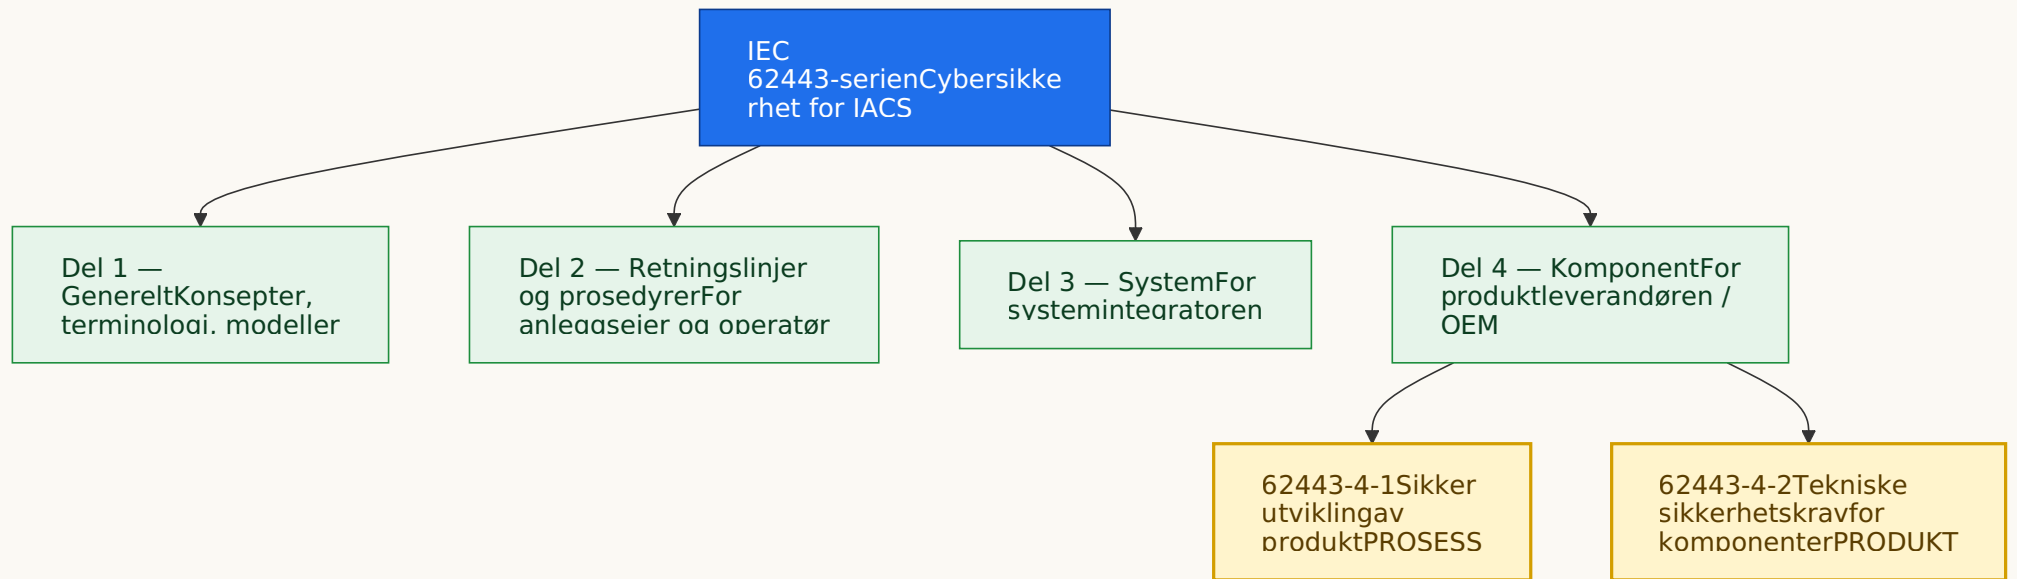 IEC
62443-serienCybersikke
rhet for IACS
Del 1 —
GenereltKonsepter,
terminologi, modeller
Del 2 — Retningslinjer
og prosedyrerFor
anleggseier og operatør
Del 3 — SystemFor
systemintegratoren
Del 4 — KomponentFor
produktleverandøren /
OEM
62443-4-1Sikker
utviklingav
produktPROSESS
62443-4-2Tekniske
sikkerhetskravfor
komponenterPRODUKT